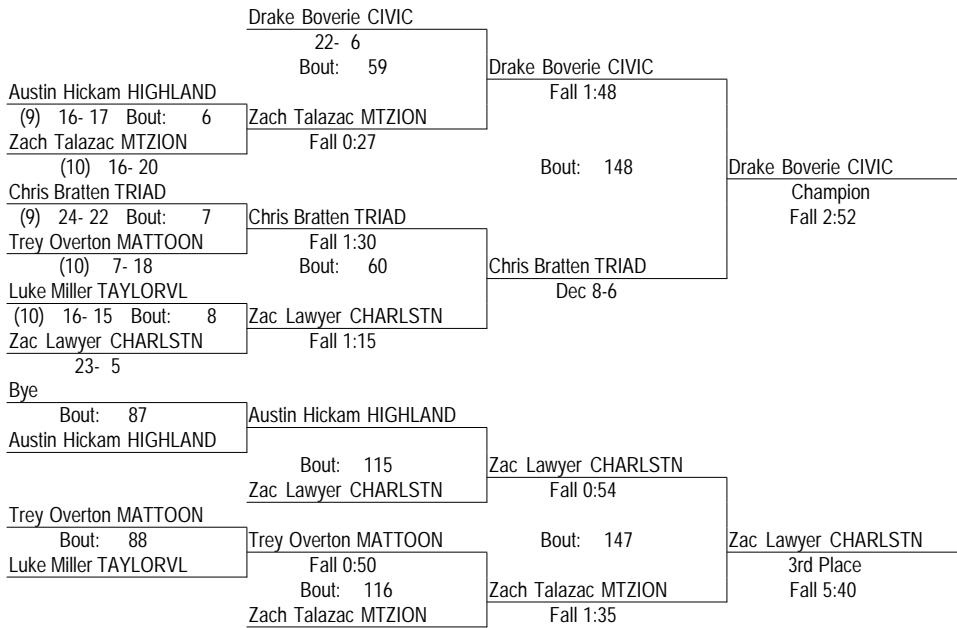 Drake Boverie CIVIC
22- 6
Bout: 59
Drake Boverie CIVIC
Austin Hickam HIGHLAND
Fall 1:48
(9) 16- 17 Bout: 6
Zach Talazac MTZION
Zach Talazac MTZION
Fall 0:27
(10) 16- 20
Bout: 148
Drake Boverie CIVIC
Chris Bratten TRIAD
Champion
(9) 24- 22 Bout: 7
Chris Bratten TRIAD
Fall 2:52
Trey Overton MATTOON
Fall 1:30
(10) 7- 18
Bout: 60
Chris Bratten TRIAD
Luke Miller TAYLORVL
Dec 8-6
(10) 16- 15 Bout: 8
Zac Lawyer CHARLSTN
Zac Lawyer CHARLSTN
Fall 1:15
23- 5
Bye
Bout: 87
Austin Hickam HIGHLAND
Austin Hickam HIGHLAND
Bout: 115
Zac Lawyer CHARLSTN
Zac Lawyer CHARLSTN
Fall 0:54
Trey Overton MATTOON
Bout: 88
Trey Overton MATTOON
Bout: 147
Zac Lawyer CHARLSTN
Luke Miller TAYLORVL
Fall 0:50
3rd Place
Bout: 116
Zach Talazac MTZION
Fall 5:40
Zach Talazac MTZION
Fall 1:35